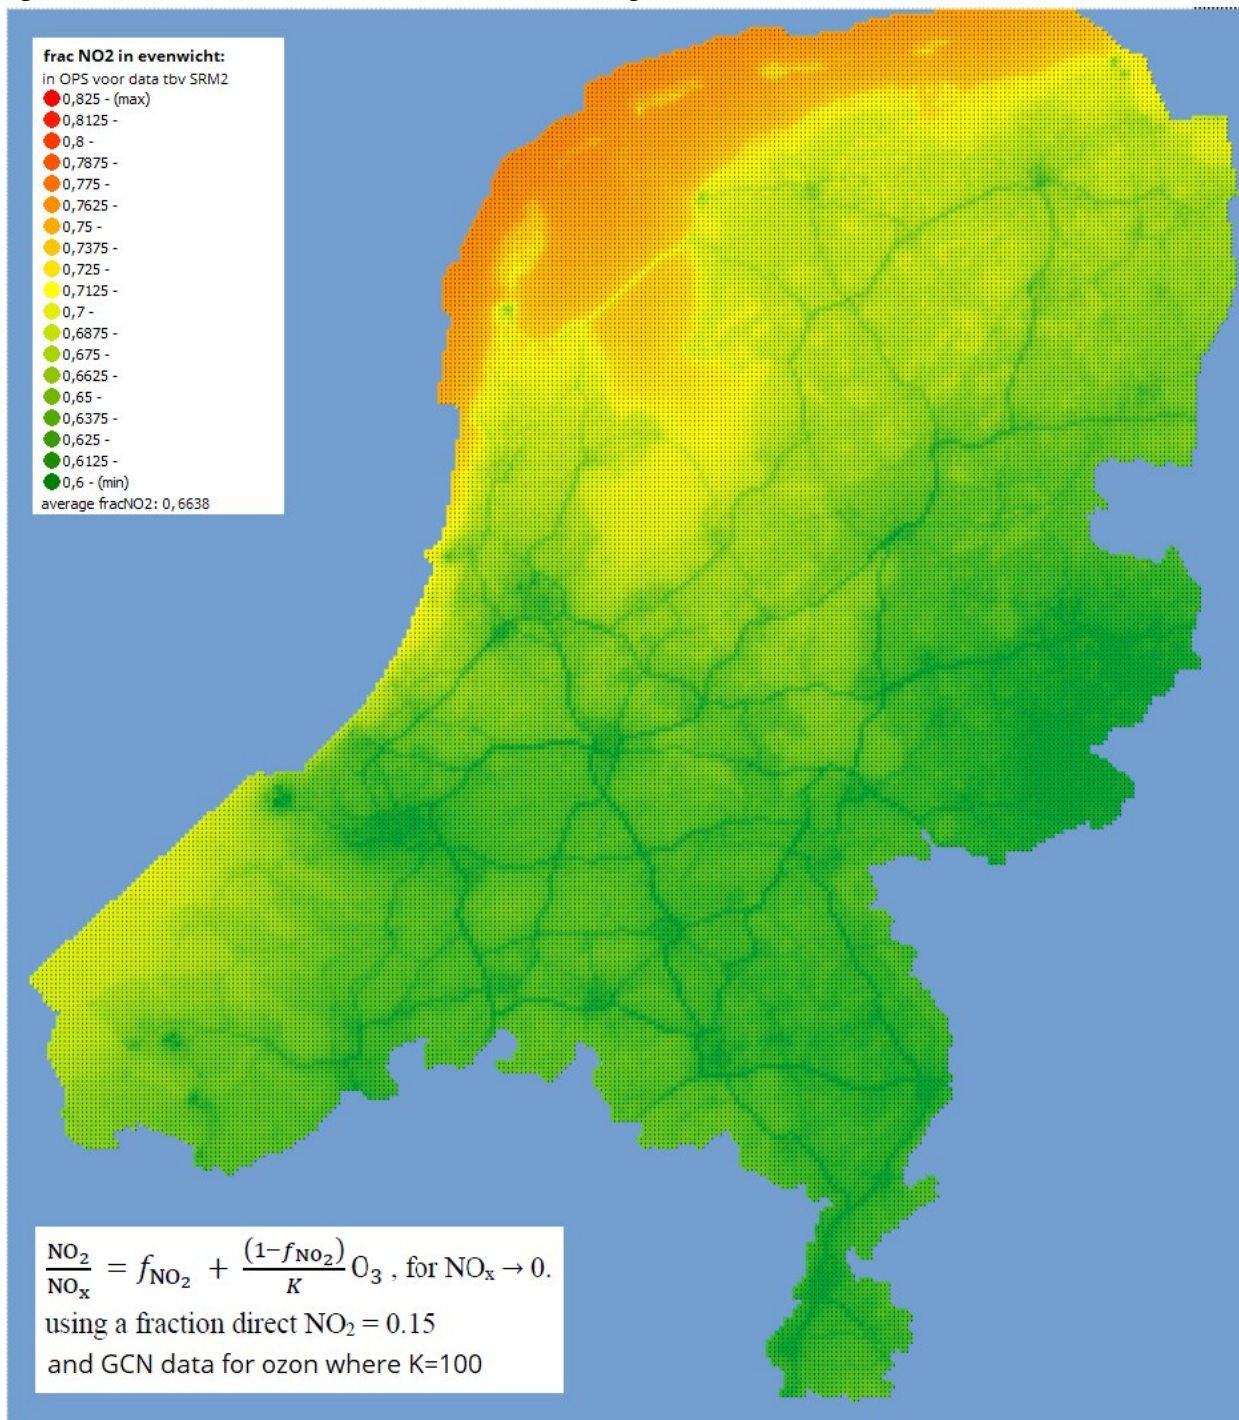 frac NO2 in evenwicht:
in OPS voor data tbv SRM2
0,825 - (max)
0,8125 -
0,8 -
0,7875 -
0,775 -
0,7625 -
0,75 -
0,7375 -
0,725 -
0,7125 -
0,7 -
0,6875 -
0,675 -
0,6625 -
0,65 -
0,6375 -
0,625 -
0,6125 -
0,6 - (min)
average fracNO2: 0,6638
NO₂/NOₓ = f_NO₂ + (1−f_NO₂)/K O₃ , for NOₓ → 0.
using a fraction direct NO₂ = 0.15
and GCN data for ozon where K=100